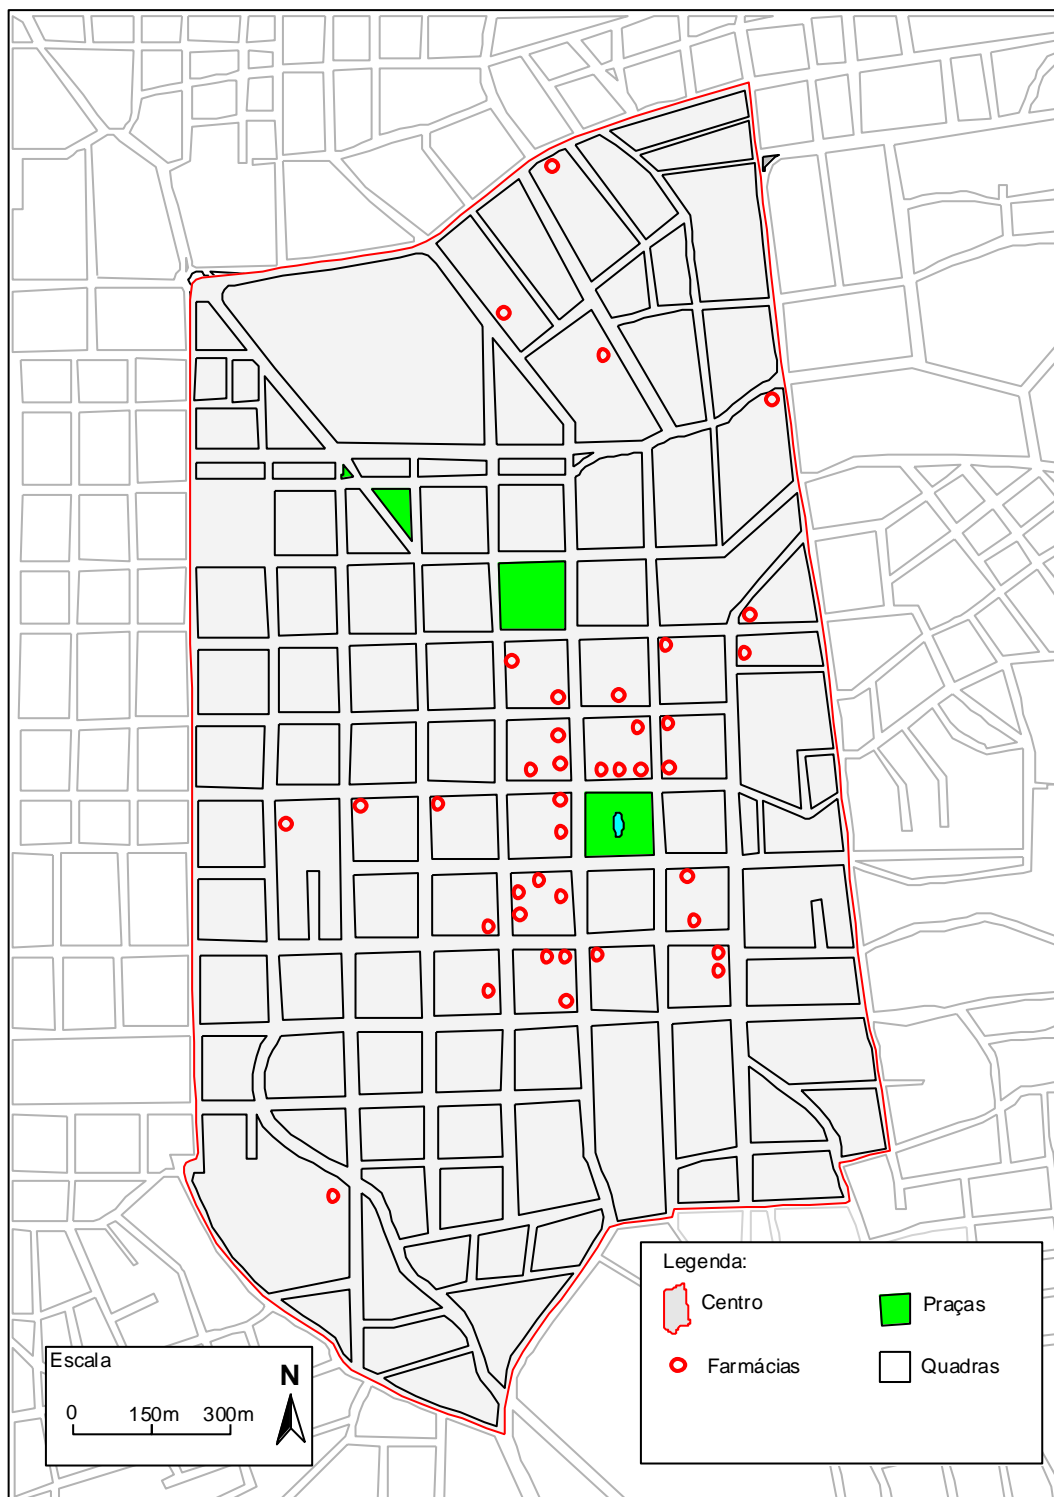 Legenda:
Centro
Praças
Farmácias
Quadras
Escala
N
0 150m 300m